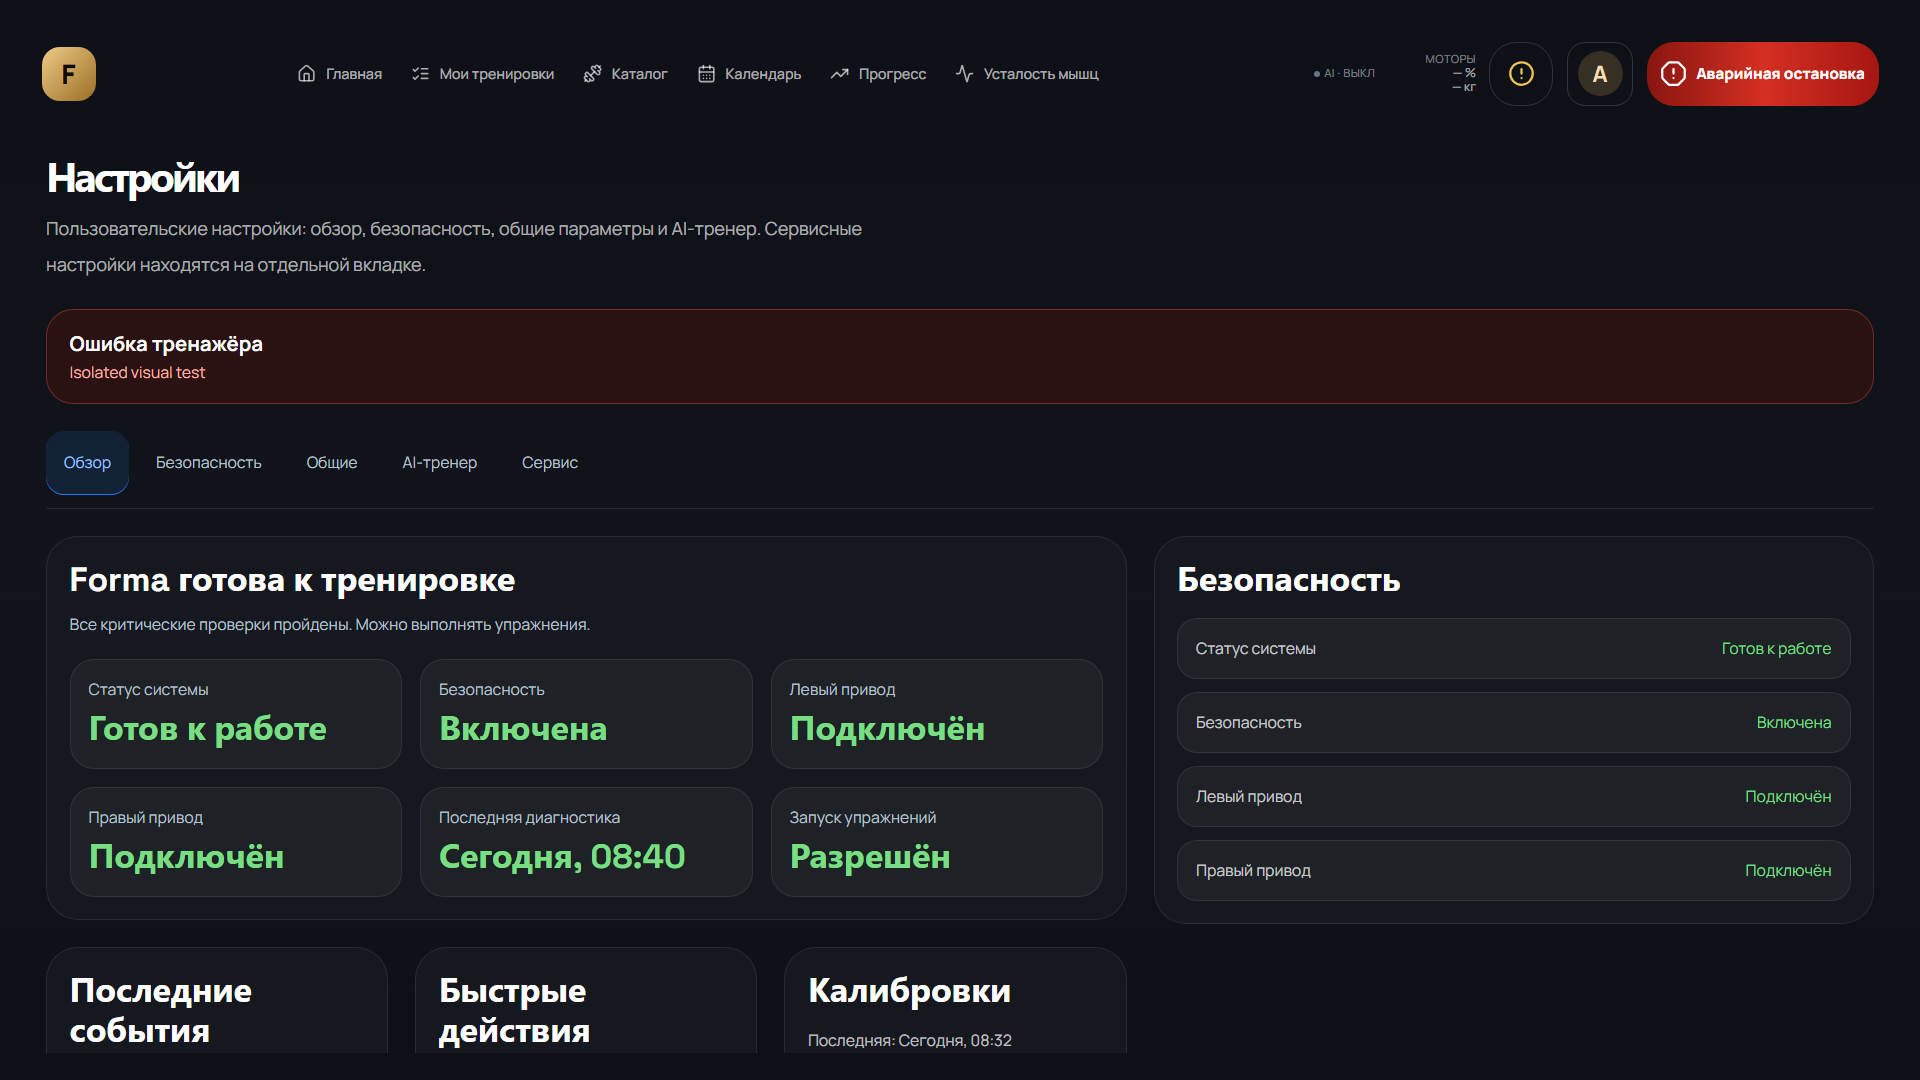 F
Главная
Мои тренировки
Каталог
Календарь
Прогресс
Усталость мышц
AI · ВЫКЛ
МОТОРЫ
– %
– кг
A
Аварийная остановка
Настройки
Пользовательские настройки: обзор, безопасность, общие параметры и AI-тренер. Сервисные
настройки находятся на отдельной вкладке.
Ошибка тренажёра
Isolated visual test
Обзор
Безопасность
Общие
AI-тренер
Сервис
Forma готова к тренировке
Все критические проверки пройдены. Можно выполнять упражнения.
Статус системы
Готов к работе
Безопасность
Включена
Левый привод
Подключён
Правый привод
Подключён
Последняя диагностика
Сегодня, 08:40
Запуск упражнений
Разрешён
Безопасность
Статус системы
Готов к работе
Безопасность
Включена
Левый привод
Подключён
Правый привод
Подключён
Последние
события
Быстрые
действия
Калибровки
Последняя: Сегодня, 08:32